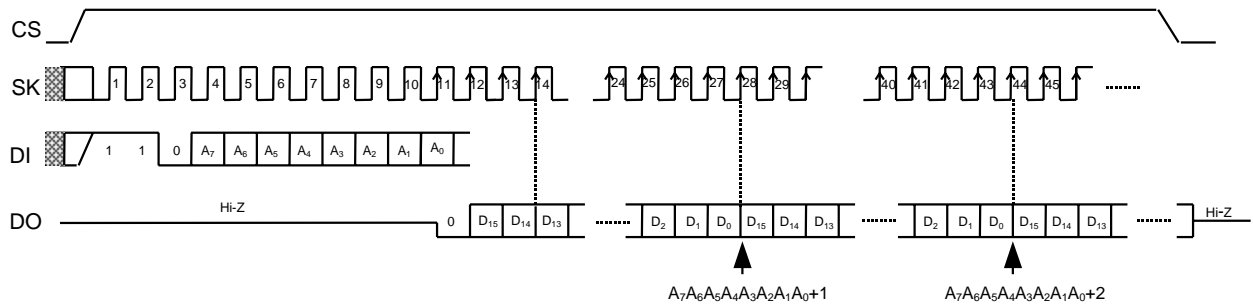 CS
SK 1 2 3 4 5 6 7 8 9 10 11 12 13 14 24 25 26 27 28 29 40 41 42 43 44 45
DI 1 1 0 A₇ A₆ A₅ A₄ A₃ A₂ A₁ A₀
DO Hi-Z 0 D₁₅ D₁₄ D₁₃ D₂ D₁ D₀ D₁₅ D₁₄ D₁₃ D₂ D₁ D₀ D₁₅ D₁₄ D₁₃ Hi-Z
A₇A₆A₅A₄A₃A₂A₁A₀+1 A₇A₆A₅A₄A₃A₂A₁A₀+2